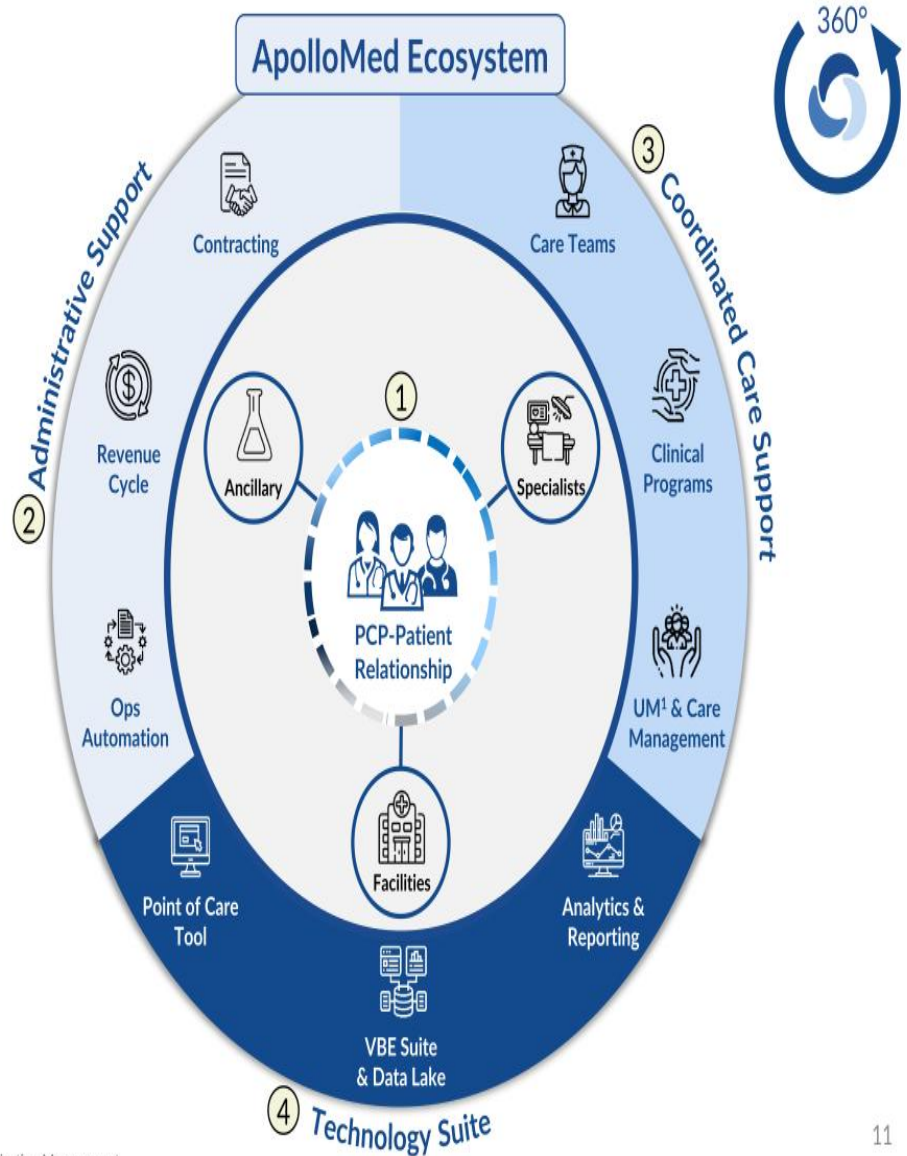 360°
ApolloMed Ecosystem
3
Coordinated Care Support
Administrative Support
2
Contracting
Care Teams
1
Revenue
Cycle
Ancillary
Specialists
Clinical
Programs
PCP-Patient
Relationship
Ops
Automation
UM¹ & Care
Management
Facilities
Point of Care
Tool
Analytics &
Reporting
VBE Suite
& Data Lake
4
Technology Suite
11